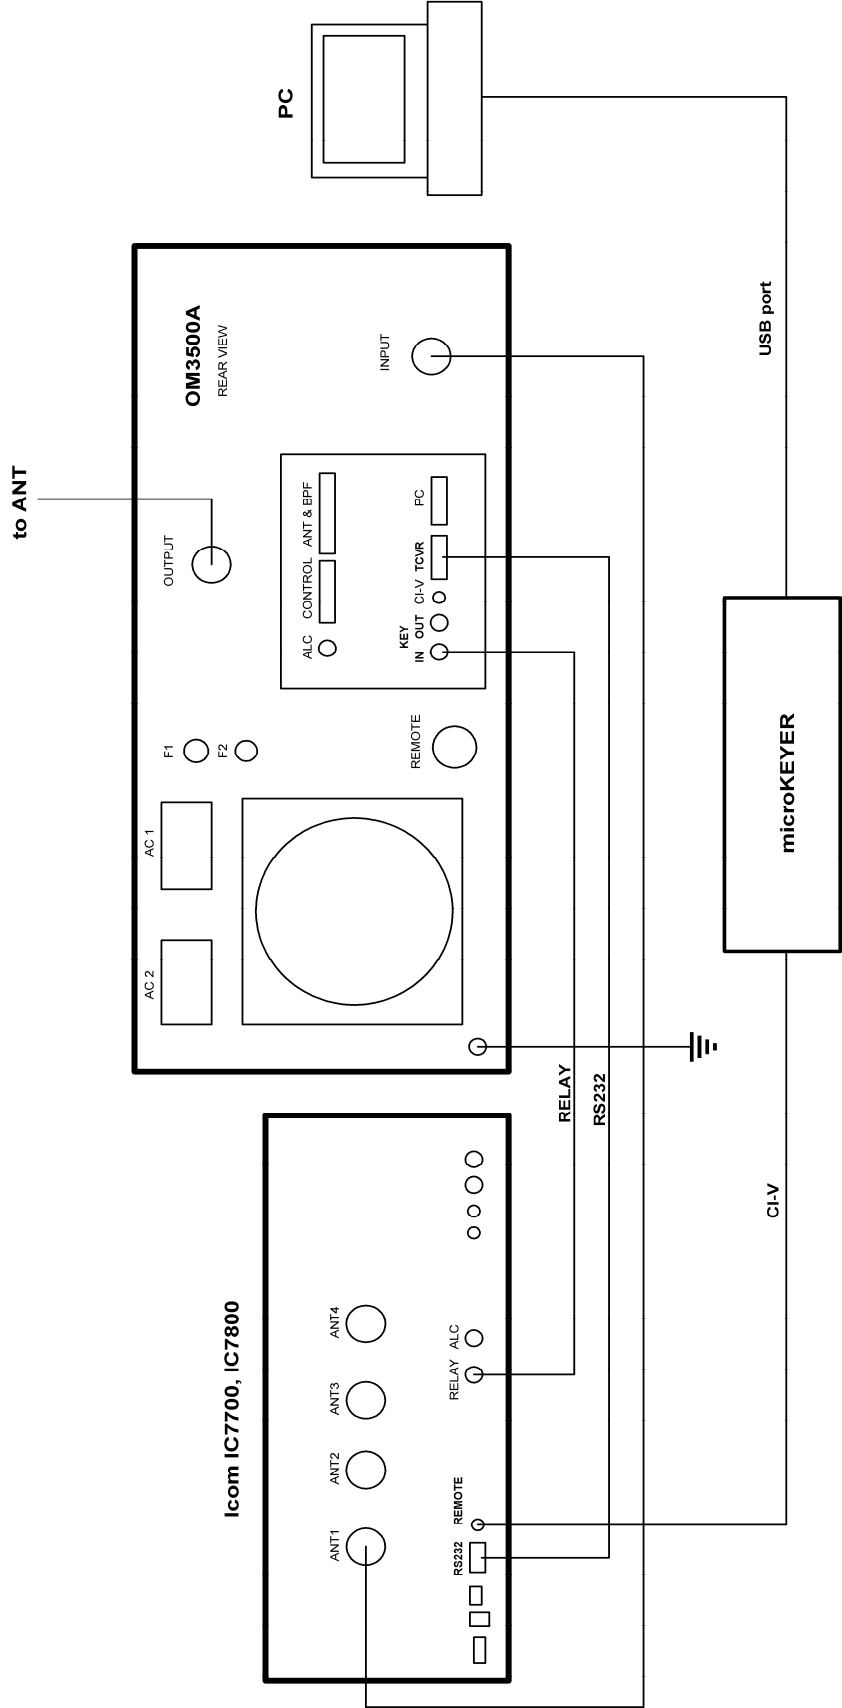 Icom IC7700, IC7800
ANT1
ANT2
ANT3
ANT4
RS232
REMOTE
RELAY
ALC
OM3500A
REAR VIEW
AC 2
AC 1
F1
F2
OUTPUT
to ANT
REMOTE
ALC
CONTROL
ANT & BPF
KEY
IN
OUT
CI-V
TCVR
PC
INPUT
PC
RELAY
RS232
CI-V
microKEYER
USB port